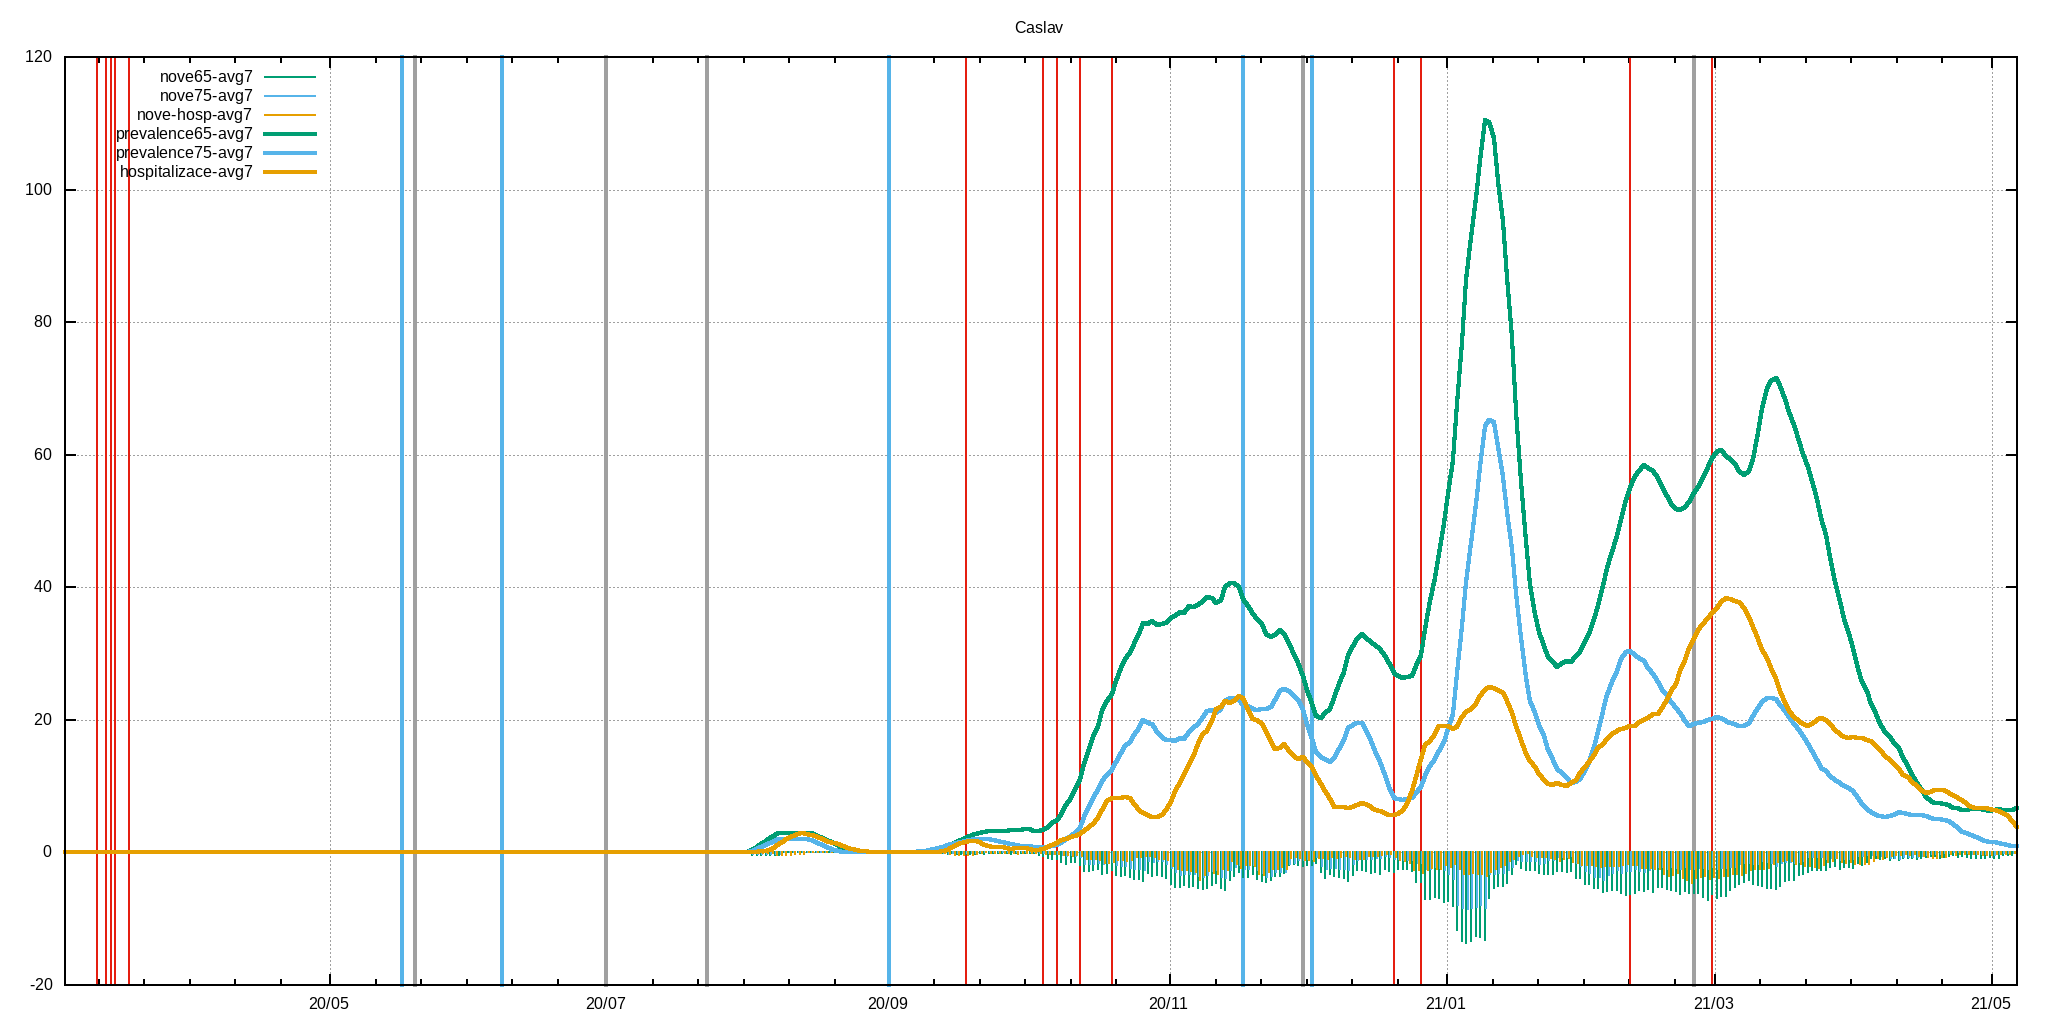 Caslav
120
nove65-avg7
nove75-avg7
nove-hosp-avg7
prevalence65-avg7
prevalence75-avg7
hospitalizace-avg7
100
80
60
40
20
0
-20
20/05 20/07 20/09 20/11 21/01 21/03 21/05